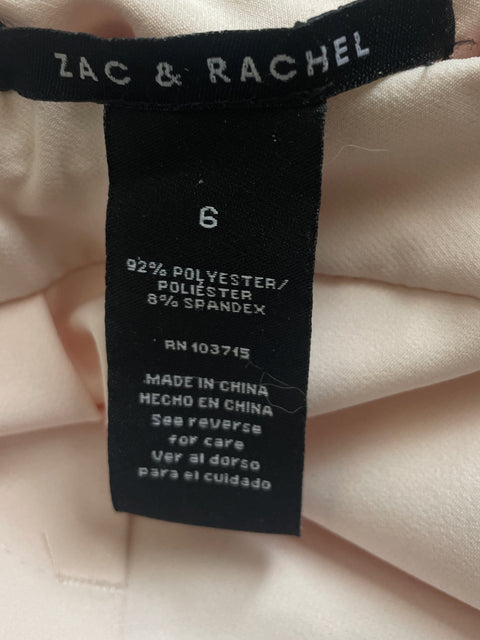 ZAC & RACHEL
6
92% POLYESTER/
POLIÉSTER
8% SPANDEX
RN 103715
MADE IN CHINA
HECHO EN CHINA
See reverse
for care
Ver al dorso
para el cuidado